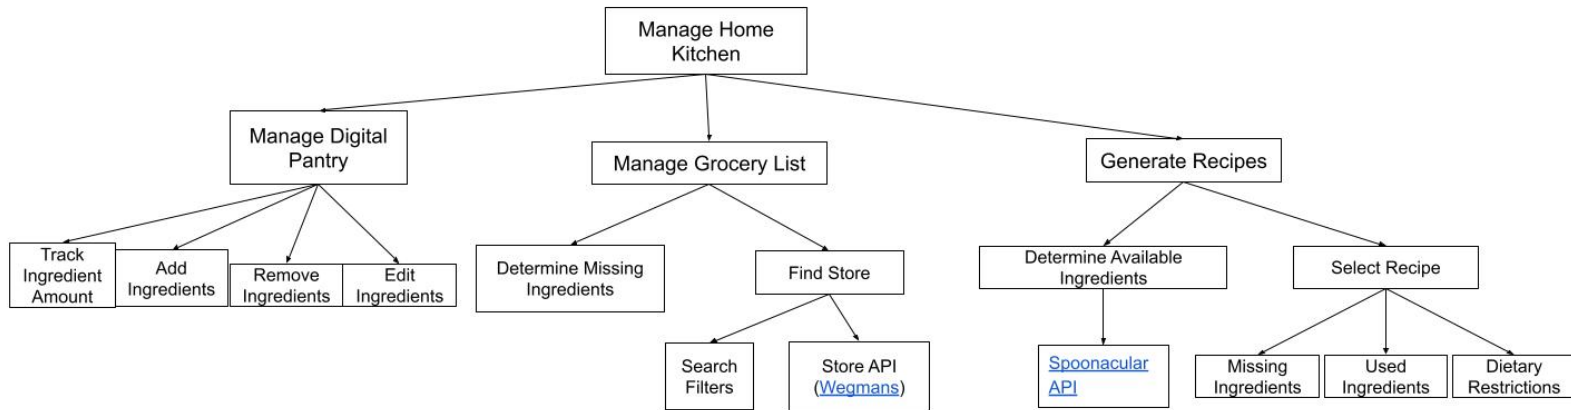 Manage Home
Kitchen
Manage Digital
Pantry
Manage Grocery List
Generate Recipes
Track
Ingredient
Amount
Add
Ingredients
Remove
Ingredients
Edit
Ingredients
Determine Missing
Ingredients
Find Store
Determine Available
Ingredients
Select Recipe
Search
Filters
Store API
(Wegmans)
Spoonacular
API
Missing
Ingredients
Used
Ingredients
Dietary
Restrictions